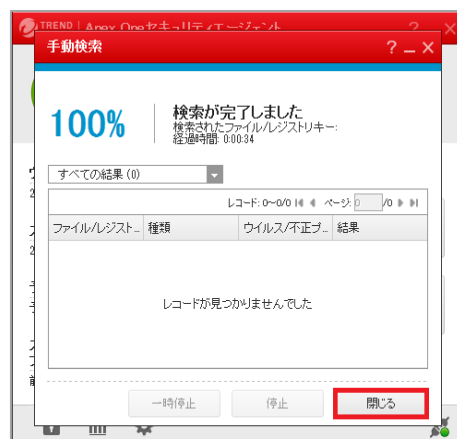 TREND | Apex Oneセキュリティエージェント
手動検索
100%
検索が完了しました
検索されたファイル/レジストリキー:
経過時間: 0:00:34
すべての結果 (0)
レコード: 0~0/0 ページ: 0 /0
ファイル/レジスト... 種類 ウイルス/不正プ... 結果
レコードが見つかりませんでした
一時停止 停止 閉じる